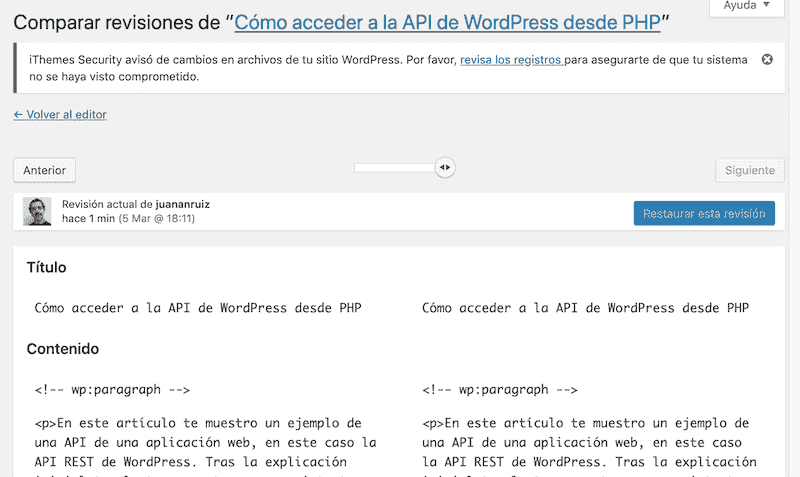 Ayuda ▼
Comparar revisiones de “Cómo acceder a la API de WordPress desde PHP”
iThemes Security avisó de cambios en archivos de tu sitio WordPress. Por favor, revisa los registros para asegurarte de que tu sistema
no se haya visto comprometido.
← Volver al editor
Anterior
Siguiente
Revisión actual de juananruiz
hace 1 min (5 Mar @ 18:11)
Restaurar esta revisión
Título
Cómo acceder a la API de WordPress desde PHP
Cómo acceder a la API de WordPress desde PHP
Contenido
<!-- wp:paragraph -->
<!-- wp:paragraph -->
<p>En este artículo te muestro un ejemplo de
una API de una aplicación web, en este caso la
API REST de WordPress. Tras la explicación
<p>En este artículo te muestro un ejemplo de
una API de una aplicación web, en este caso
la API REST de WordPress. Tras la explicación